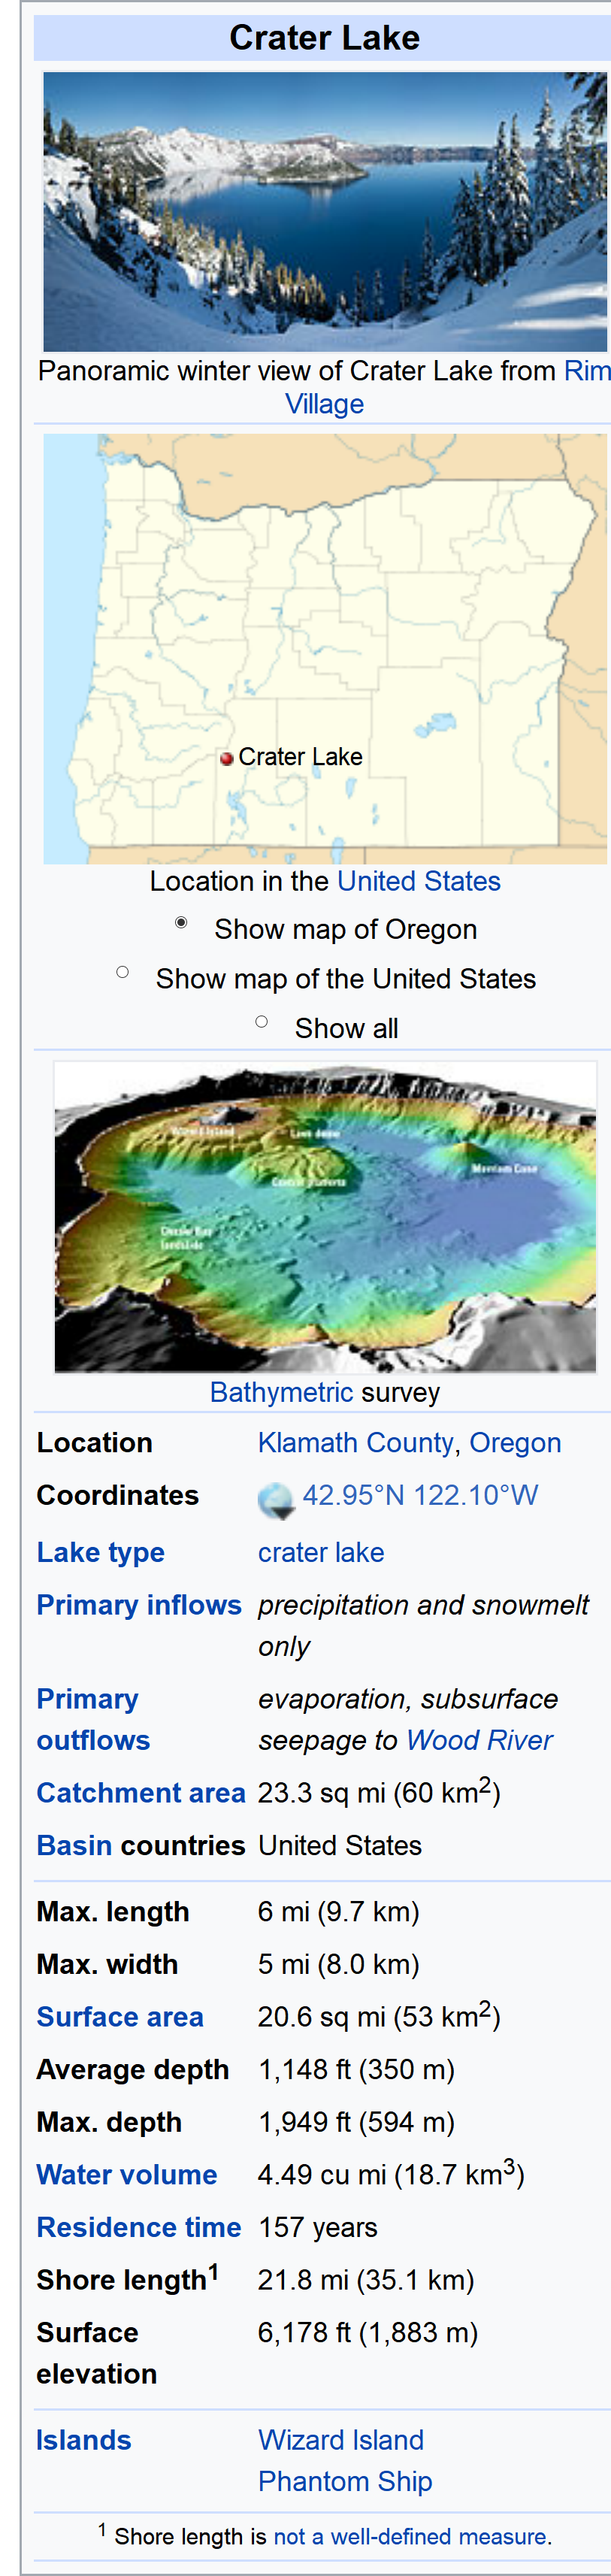 Crater Lake
Panoramic winter view of Crater Lake from Rim
Village
Crater Lake
Location in the United States
Show map of Oregon
Show map of the United States
Show all
Wizard Island
Merriam Cone
Bathymetric survey
Location Klamath County, Oregon
Coordinates 42.95°N 122.10°W
Lake type crater lake
Primary inflows precipitation and snowmelt
only
Primary evaporation, subsurface
outflows seepage to Wood River
Catchment area 23.3 sq mi (60 km²)
Basin countries United States
Max. length 6 mi (9.7 km)
Max. width 5 mi (8.0 km)
Surface area 20.6 sq mi (53 km²)
Average depth 1,148 ft (350 m)
Max. depth 1,949 ft (594 m)
Water volume 4.49 cu mi (18.7 km³)
Residence time 157 years
Shore length¹ 21.8 mi (35.1 km)
Surface 6,178 ft (1,883 m)
elevation
Islands Wizard Island
Phantom Ship
¹ Shore length is not a well-defined measure.